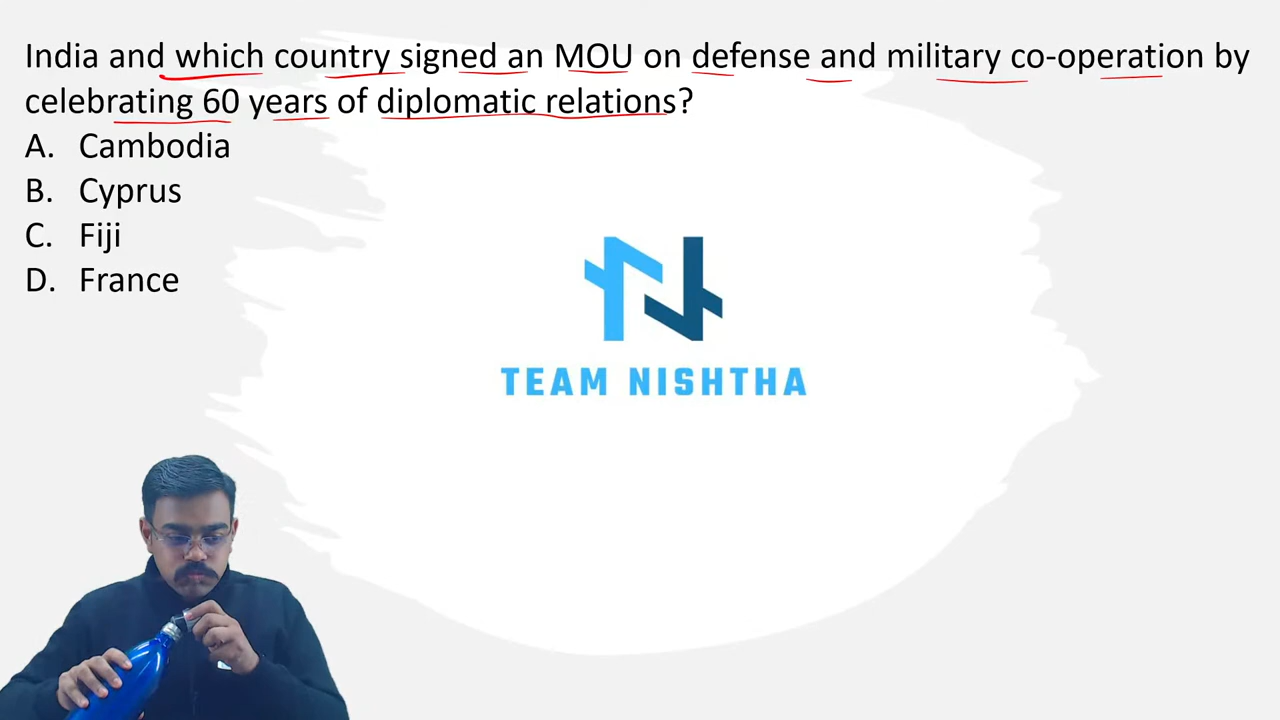 India and which country signed an MOU on defense and military co-operation by
celebrating 60 years of diplomatic relations?
A. Cambodia
B. Cyprus
C. Fiji
D. France
TEAM NISHTHA